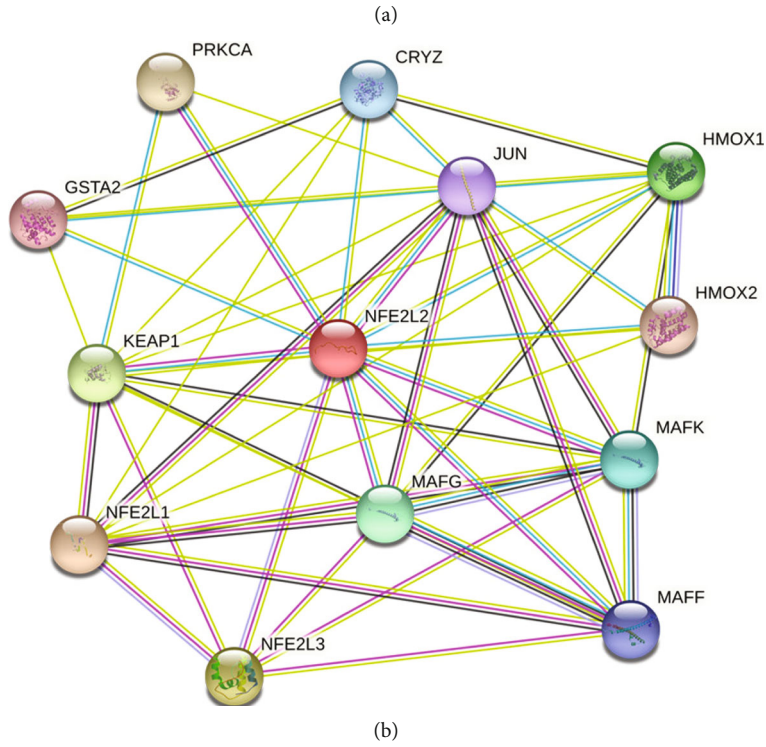 (a)
PRKCA
CRYZ
HMOX1
JUN
GSTA2
HMOX2
NFE2L2
KEAP1
MAFK
MAFG
NFE2L1
MAFF
NFE2L3
(b)